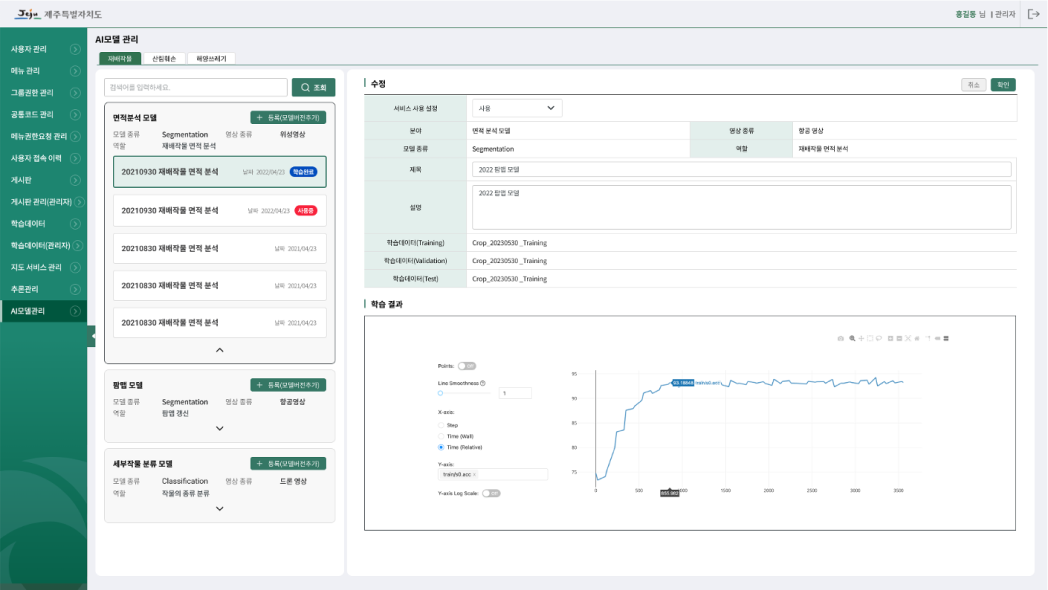 Jeju 제주특별자치도
홍길동 님 | 관리자
사용자 관리
메뉴 관리
그룹권한 관리
공통코드 관리
메뉴권한요청 관리
사용자 접속 이력
게시판
게시판 관리(관리자)
학습데이터
학습데이터(관리자)
지도 서비스 관리
추론관리
AI모델관리
AI모델 관리
재배작물 산림훼손 해양쓰레기
검색어를 입력하세요. 조회
면적분석 모델 + 등록(모델버전추가)
모델 종류 Segmentation 영상 종류 위성영상
역할 재배작물 면적 분석
20210930 재배작물 면적 분석 날짜 2022/04/23 학습완료
20210930 재배작물 면적 분석 날짜 2022/04/23 사용중
20210830 재배작물 면적 분석 날짜 2021/04/23
20210830 재배작물 면적 분석 날짜 2021/04/23
20210830 재배작물 면적 분석 날짜 2021/04/23
팜맵 모델 + 등록(모델버전추가)
모델 종류 Segmentation 영상 종류 항공영상
역할 팜맵 갱신
세부작물 분류 모델 + 등록(모델버전추가)
모델 종류 Classification 영상 종류 드론 영상
역할 작물의 종류 분류
수정 취소 확인
서비스 사용 설정 사용
분야 면적 분석 모델 영상 종류 항공 영상
모델 종류 Segmentation 역할 재배작물 면적 분석
제목 2022 팜맵 모델
설명 2022 팜맵 모델
학습데이터(Training) Crop_20230530 _Training
학습데이터(Validation) Crop_20230530 _Training
학습데이터(Test) Crop_20230530 _Training
학습 결과
Points: Off
Line Smoothness
1
X-axis:
Step
Time (Wall)
Time (Relative)
Y-axis:
train/s0.acc ×
Y-axis Log Scale: Off
95
90
85
80
75
0 500 1000 1500 2000 2500 3000 3500
train/s0.acc